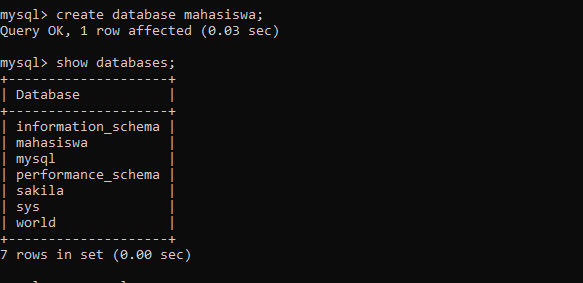 mysql> create database mahasiswa;
Query OK, 1 row affected (0.03 sec)
mysql> show databases;
+--------------------+
| Database           |
+--------------------+
| information_schema |
| mahasiswa          |
| mysql              |
| performance_schema |
| sakila             |
| sys                |
| world              |
+--------------------+
7 rows in set (0.00 sec)